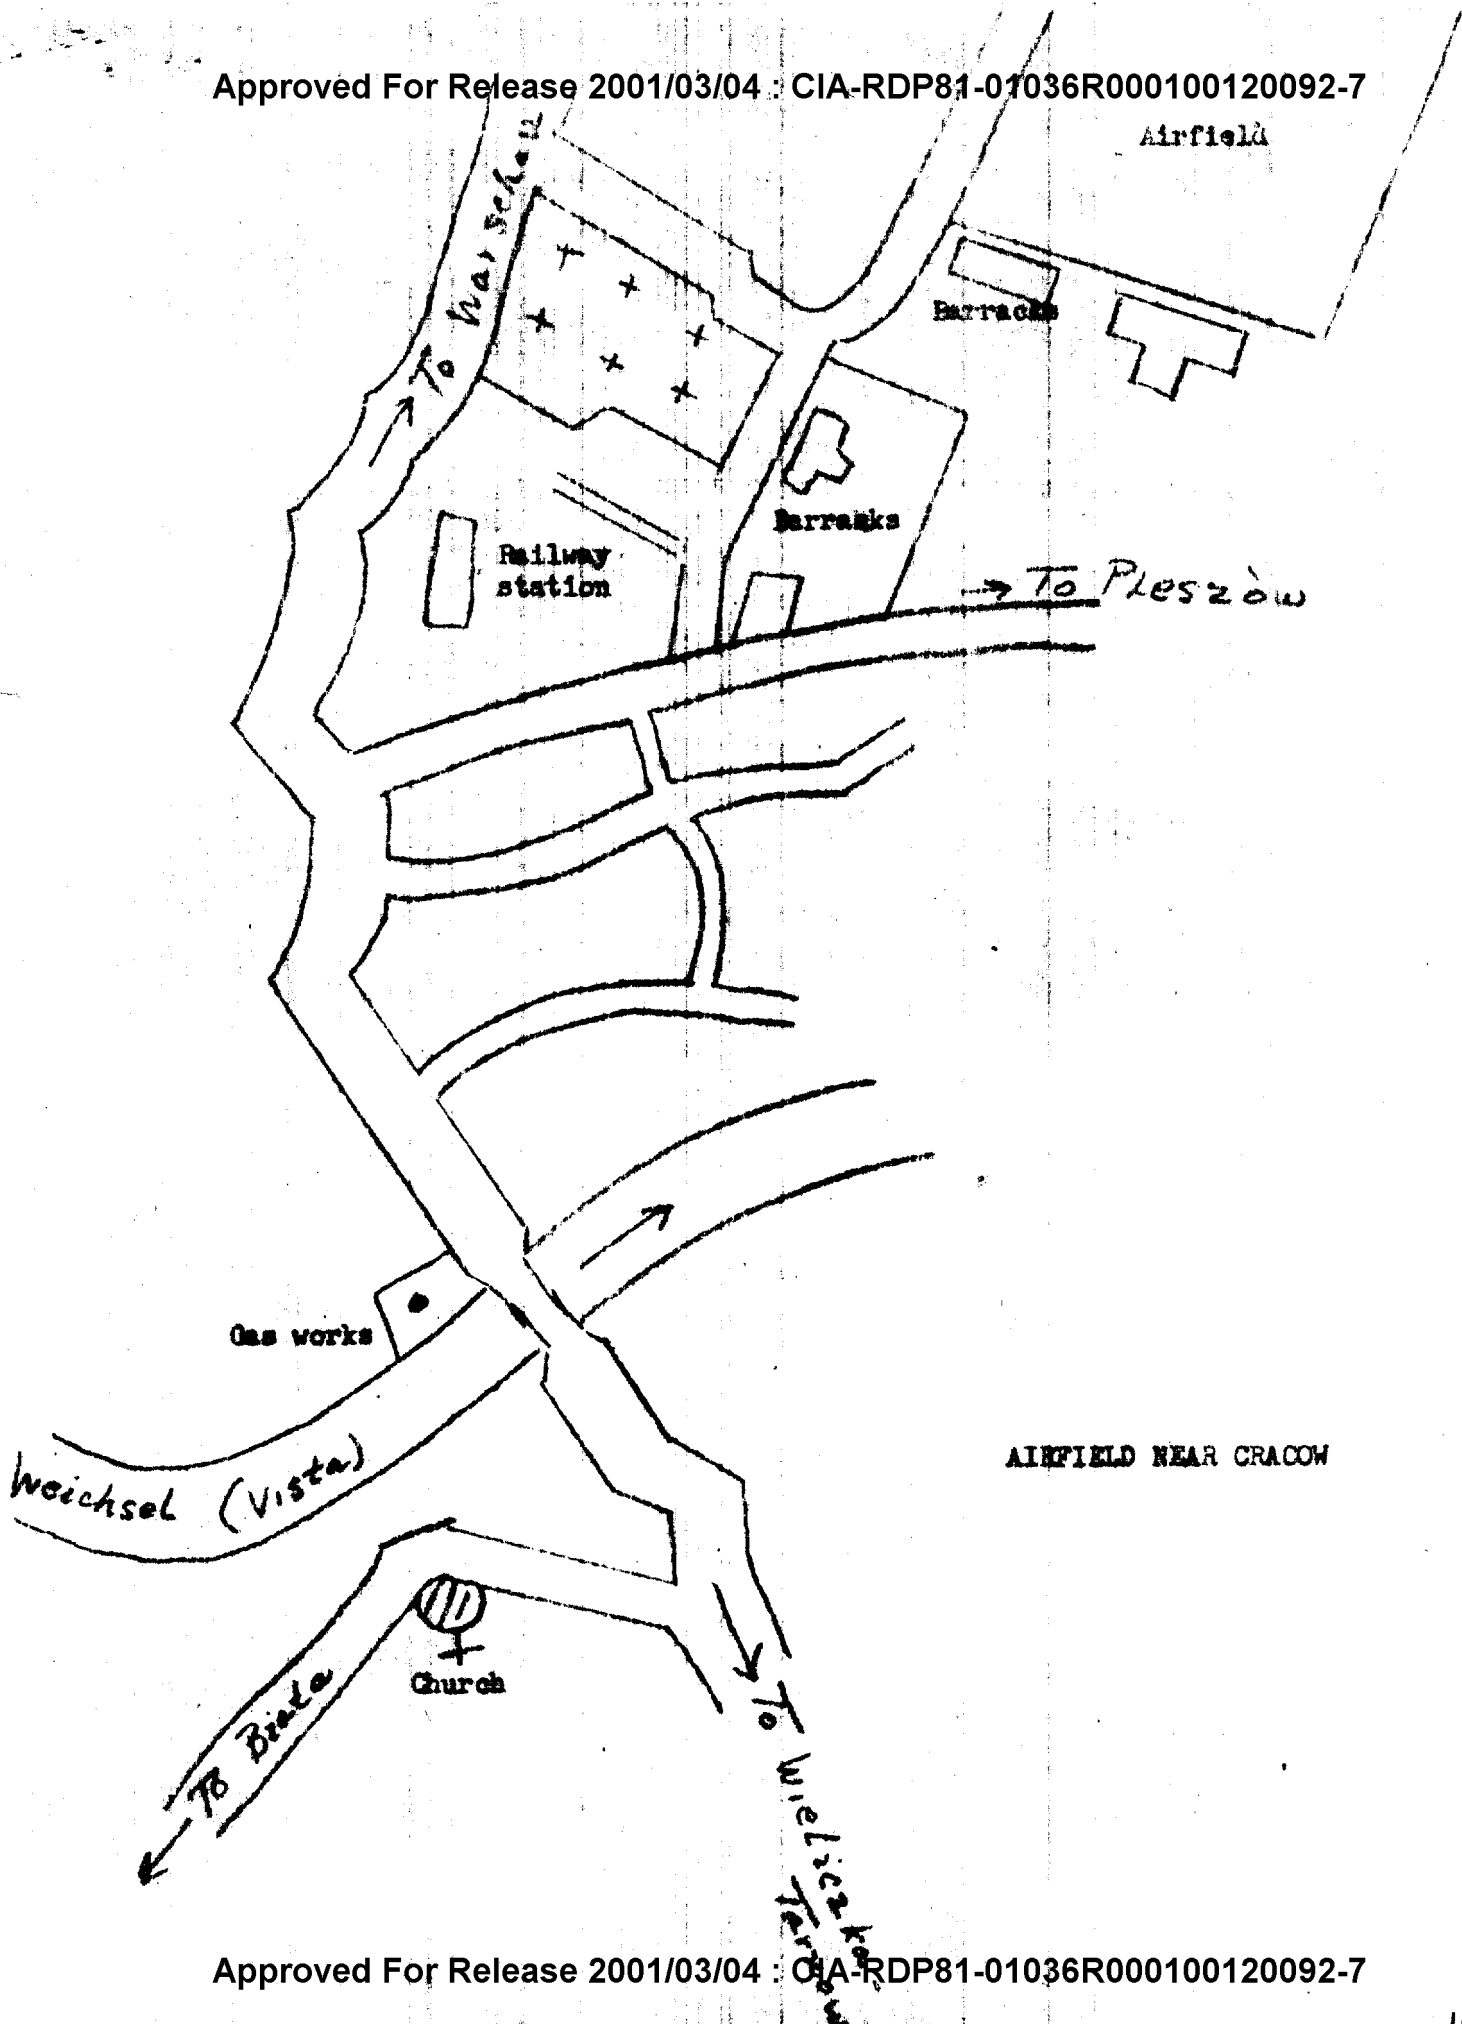 Approved For Release 2001/03/04 : CIA-RDP81-01036R000100120092-7
Airfield
To Warschau
Barracks
Barracks
Railway
station
→ To Pleszòw
Gas works
AIRFIELD NEAR CRACOW
Weichsel (Vista)
Church
To Biala
To Wieliczka-
Tarnow
Approved For Release 2001/03/04 : CIA-RDP81-01036R000100120092-7